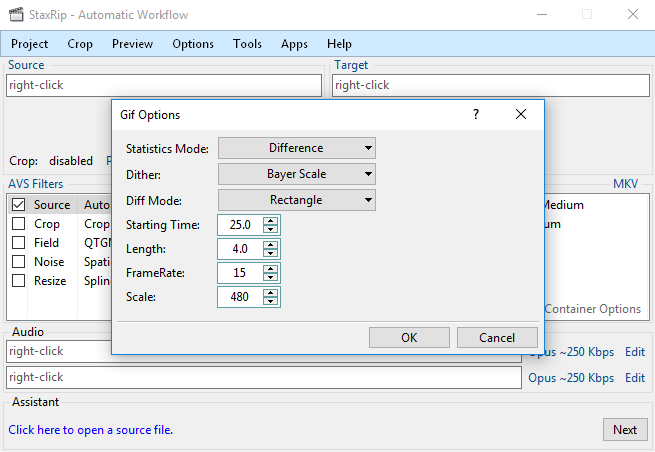 StaxRip - Automatic Workflow
Project Crop Preview Options Tools Apps Help
Source
Target
right-click
right-click
Gif Options
?
Statistics Mode: Difference
Dither: Bayer Scale
Diff Mode: Rectangle
Starting Time: 25.0
Length: 4.0
FrameRate: 15
Scale: 480
OK Cancel
Crop: disabled P
AVS Filters
MKV
Source Auto
Medium
Crop Crop
um
Field QTG
Noise Spati
Resize Splin
Container Options
Audio
right-click
Opus ~250 Kbps Edit
right-click
Opus ~250 Kbps Edit
Assistant
Click here to open a source file.
Next